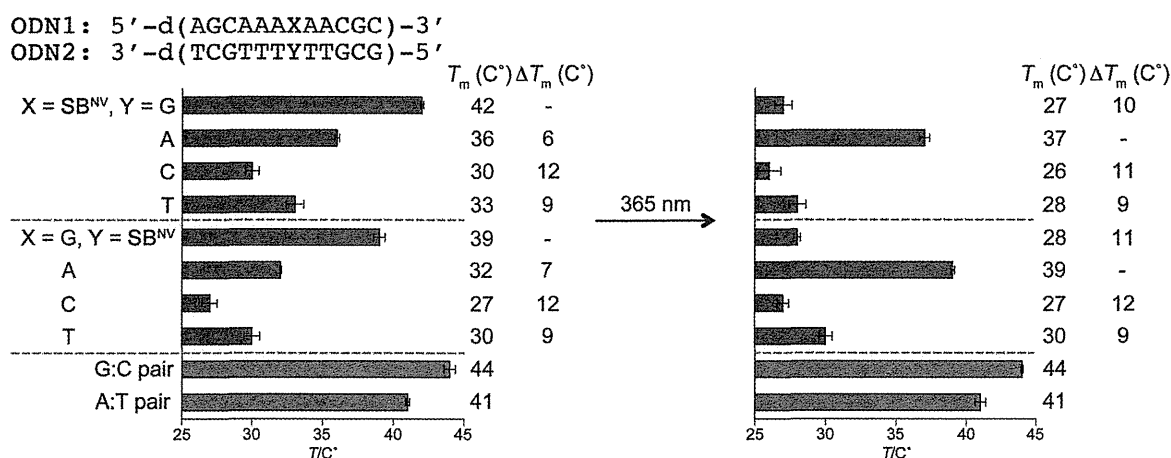 ODN1: 5′-d(AGCAAAXAACGC)-3′
ODN2: 3′-d(TCGTTTYTTGCG)-5′
Tm (C°) ΔTm (C°) Tm (C°) ΔTm (C°)
X = SBNV, Y = G 42 - 27 10
A 36 6 37 -
C 30 12 26 11
T 33 9 28 9
365 nm
X = G, Y = SBNV 39 - 28 11
A 32 7 39 -
C 27 12 27 12
T 30 9 30 9
G:C pair 44 44
A:T pair 41 41
25 30 35 40 45 25 30 35 40 45
T/C° T/C°